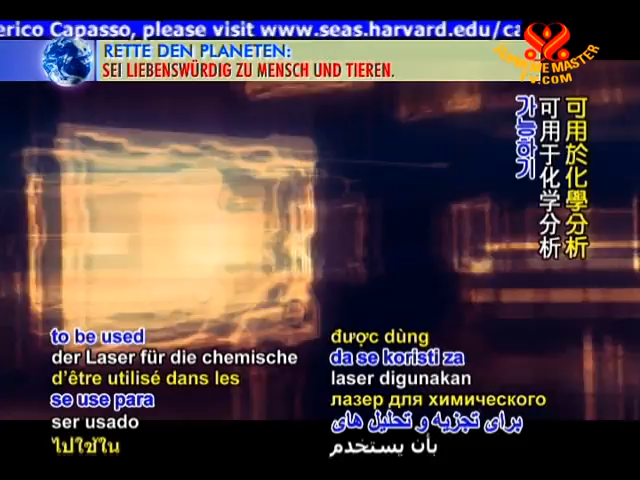 erico Capasso, please visit www.seas.harvard.edu/ca
RETTE DEN PLANETEN:
SEI LIEBENSWÜRDIG ZU MENSCH UND TIEREN.
SUPREME MASTER
TV.COM
可用於化學分析
可用于化学分析
가능하기
to be used
der Laser für die chemische
d'être utilisé dans les
se use para
ser usado
ไปใช้ใน
được dùng
da se koristi za
laser digunakan
лазер для химического
برای تجزیه و تحلیل های
بأن يستخدم